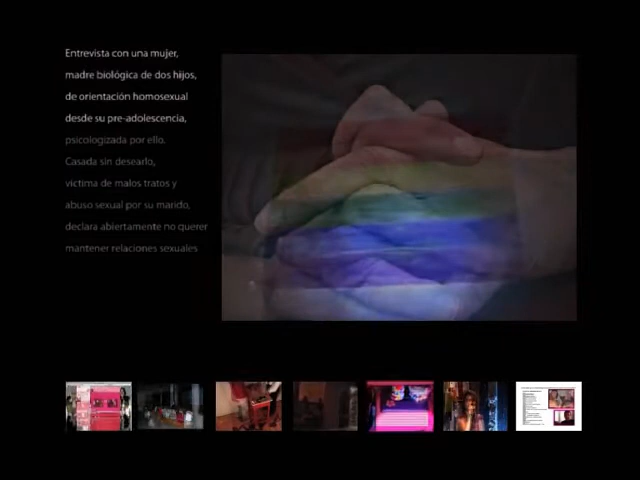 Entrevista con una mujer,
madre biológica de dos hijos,
de orientación homosexual
desde su pre-adolescencia,
psicologizada por ello.
Casada sin desearlo,
víctima de malos tratos y
abuso sexual por su marido,
declara abiertamente no querer
mantener relaciones sexuales